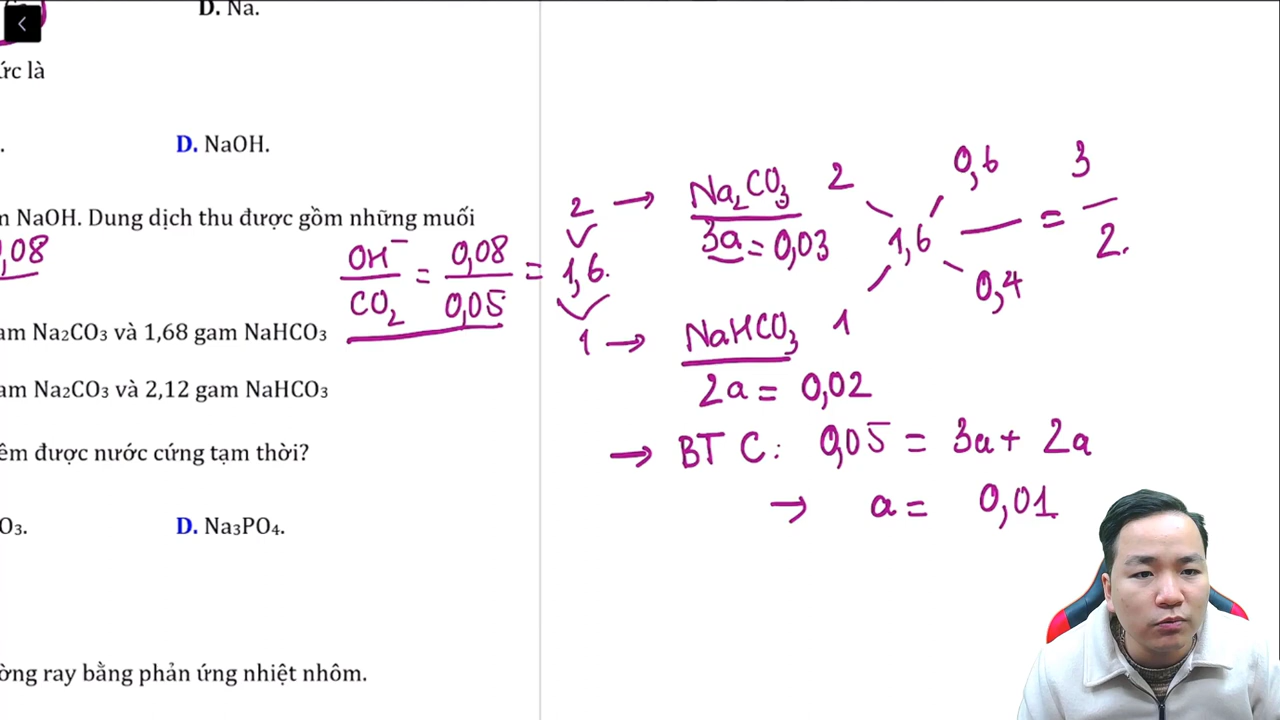 D. Na.
ức là
D. NaOH.
NaOH. Dung dịch thu được gồm những muối
,08
OH⁻ / CO₂ = 0,08 / 0,05 = 1,6.
2 → Na₂CO₃ 2
3a = 0,03
1 → NaHCO₃ 1
2a = 0,02
1,6
0,6 / 0,4 = 3 / 2.
→ BT C: 0,05 = 3a + 2a
→ a = 0,01
am Na₂CO₃ và 1,68 gam NaHCO₃
am Na₂CO₃ và 2,12 gam NaHCO₃
ềm được nước cứng tạm thời?
O₃.
D. Na₃PO₄.
ờng ray bằng phản ứng nhiệt nhôm.